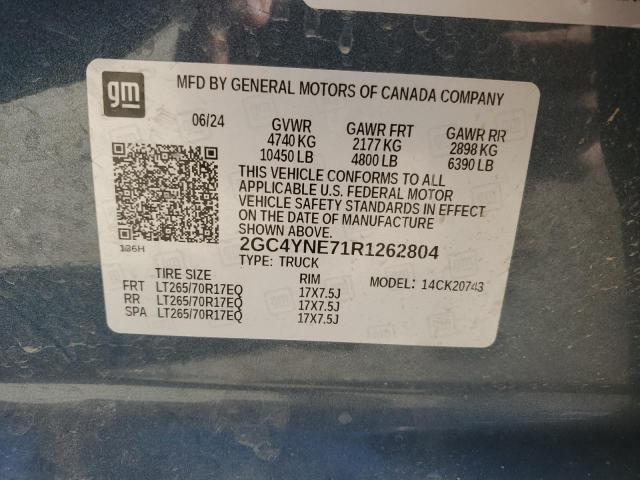 gm
MFD BY GENERAL MOTORS OF CANADA COMPANY
06/24 GVWR GAWR FRT GAWR RR
4740 KG 2177 KG 2898 KG
10450 LB 4800 LB 6390 LB
THIS VEHICLE CONFORMS TO ALL
APPLICABLE U.S. FEDERAL MOTOR
VEHICLE SAFETY STANDARDS IN EFFECT
ON THE DATE OF MANUFACTURE
SHOWN ABOVE.
136H 2GC4YNE71R1262804
TYPE: TRUCK
TIRE SIZE RIM MODEL: 14CK20743
FRT LT265/70R17EQ 17X7.5J
RR LT265/70R17EQ 17X7.5J
SPA LT265/70R17EQ 17X7.5J